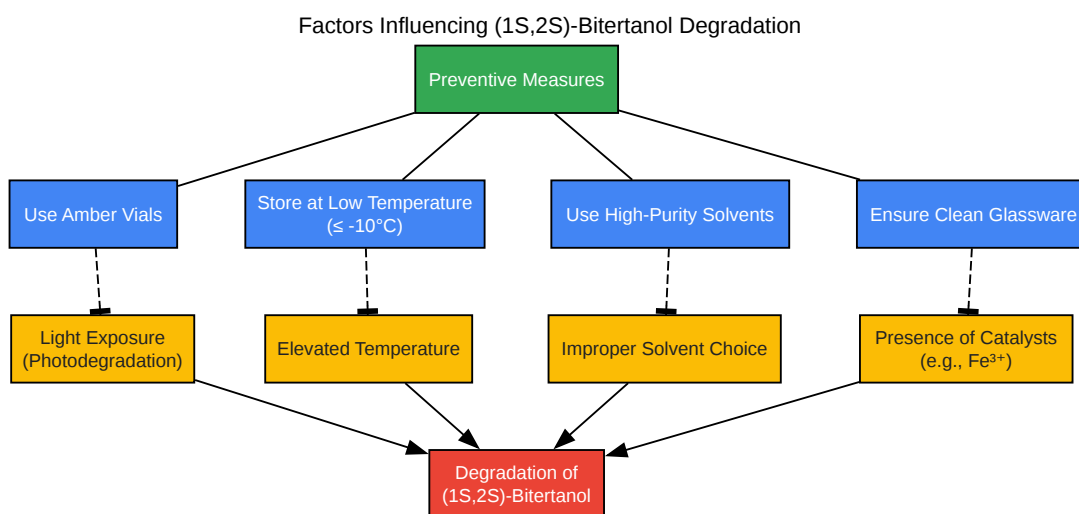 Factors Influencing (1S,2S)-Bitertanol Degradation
Preventive Measures
Use Amber Vials
Store at Low Temperature
(≤ -10°C)
Use High-Purity Solvents
Ensure Clean Glassware
Light Exposure
(Photodegradation)
Elevated Temperature
Improper Solvent Choice
Presence of Catalysts
(e.g., Fe³⁺)
Degradation of
(1S,2S)-Bitertanol